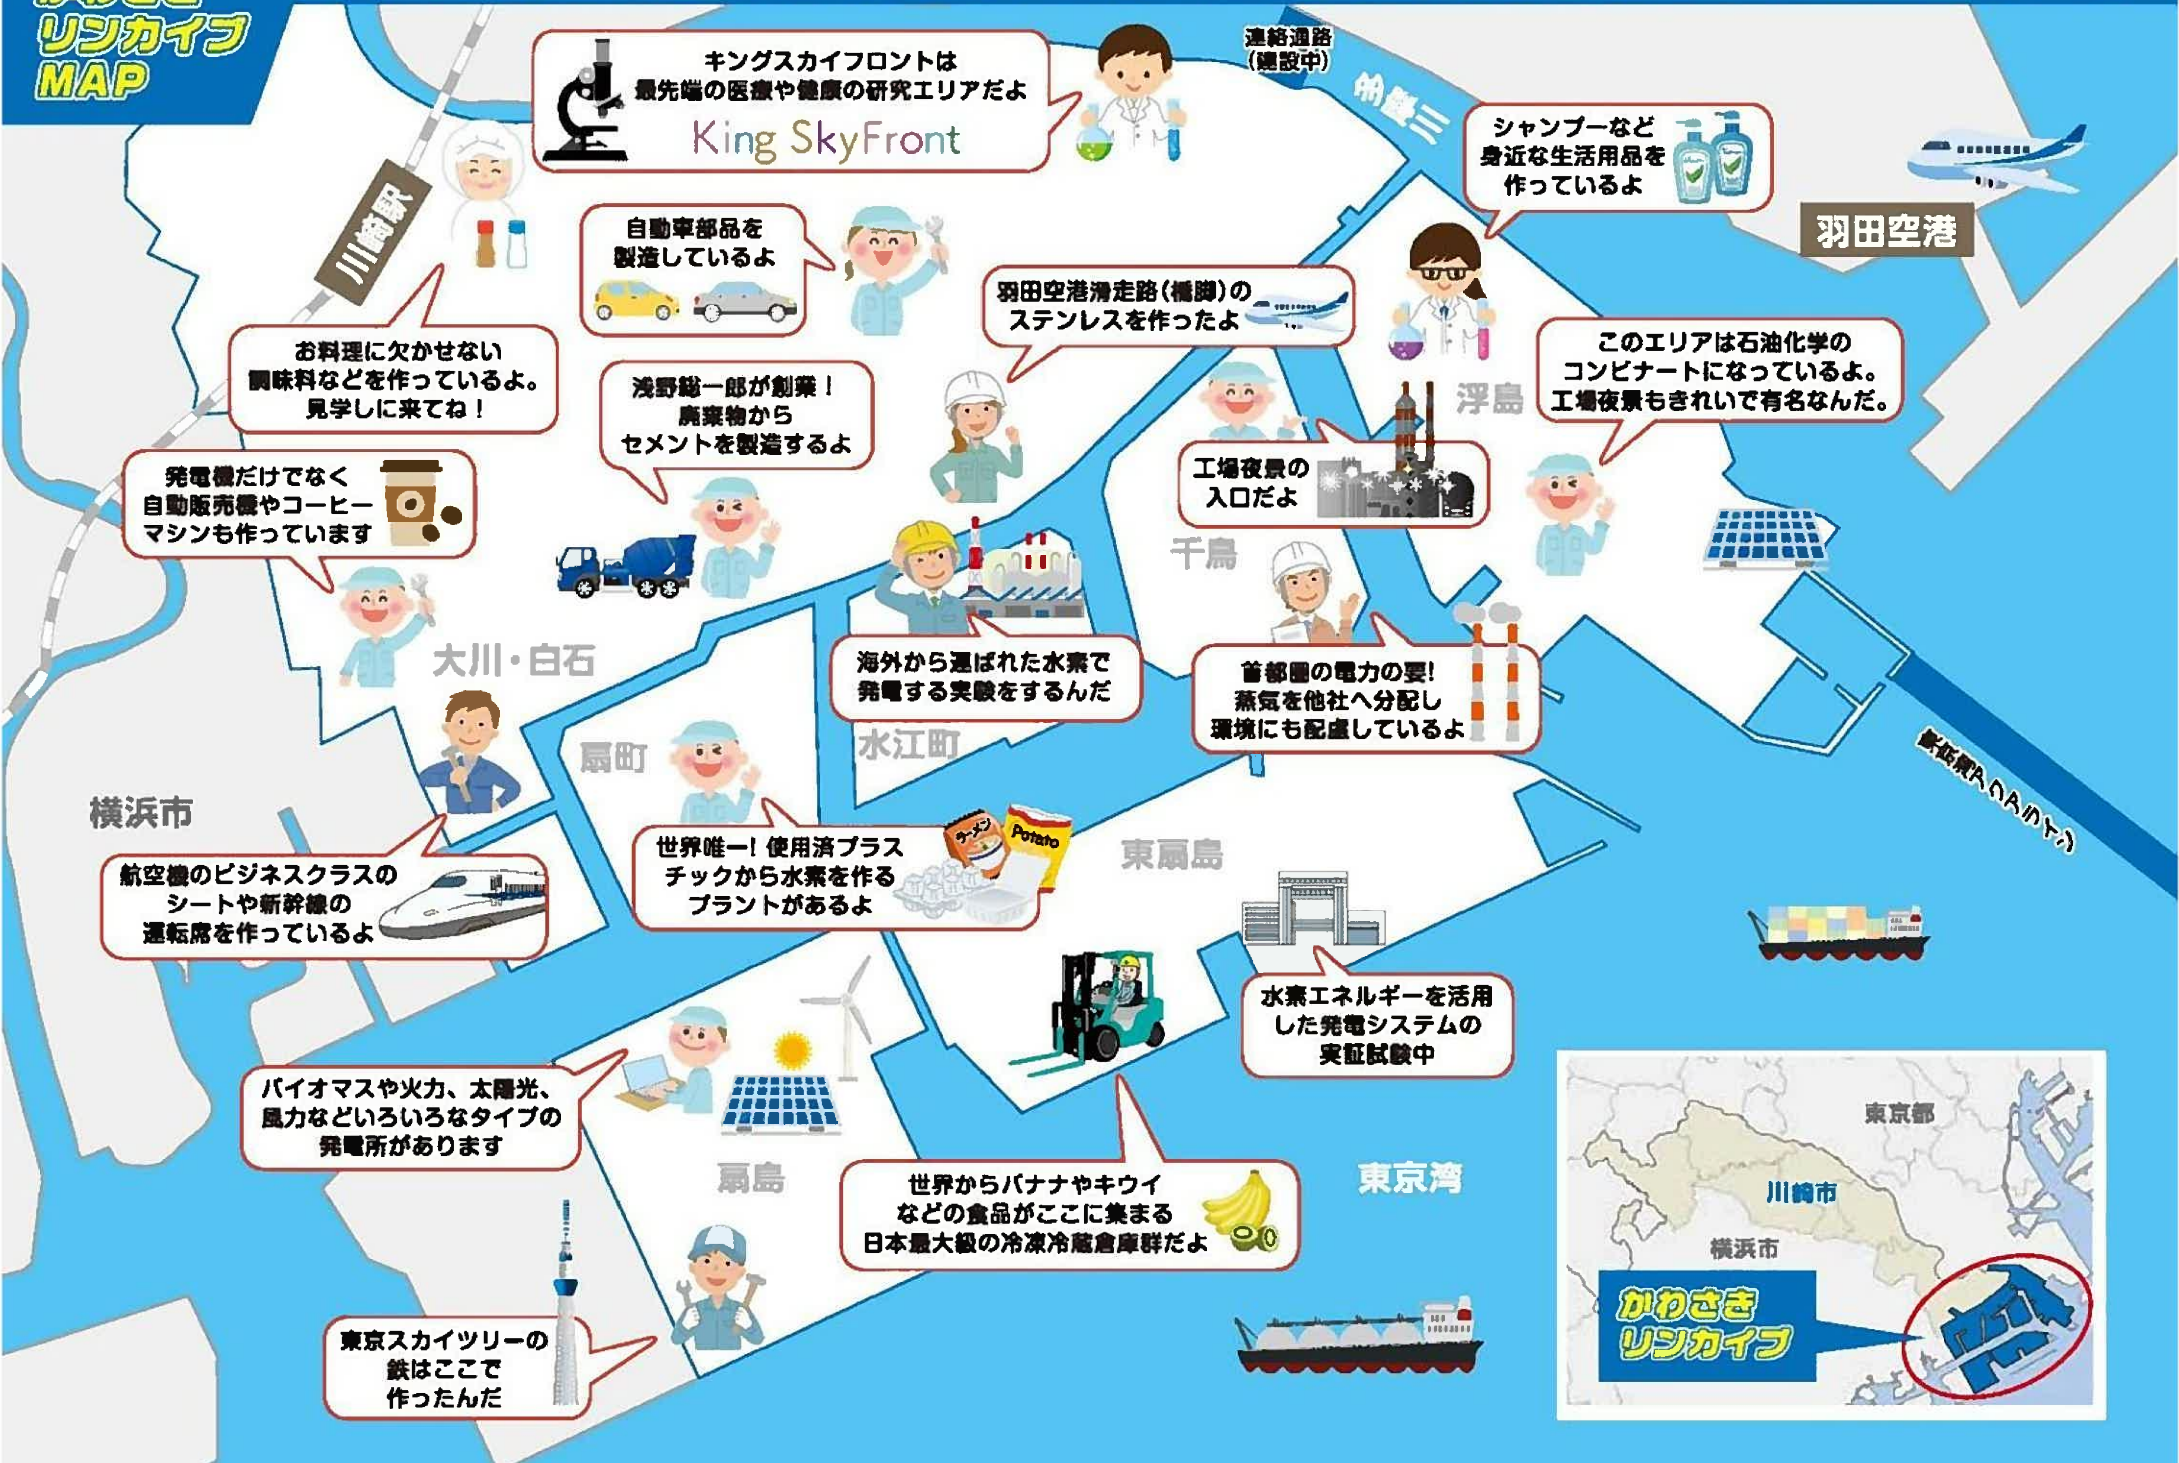 かわさき
リンカイブ
MAP
キングスカイフロントは
最先端の医療や健康の研究エリアだよ
King SkyFront
連絡道路
(建設中)
多摩川
シャンプーなど
身近な生活用品を
作っているよ
羽田空港
川崎駅
自動車部品を
製造しているよ
羽田空港滑走路(橋脚)の
ステンレスを作ったよ
このエリアは石油化学の
コンビナートになっているよ。
工場夜景もきれいで有名なんだ。
浮島
お料理に欠かせない
調味料などを作っているよ。
見学しに来てね!
浅野総一郎が創業!
廃棄物から
セメントを製造するよ
工場夜景の
入口だよ
発電機だけでなく
自動販売機やコーヒー
マシンも作っています
千鳥
大川・白石
海外から運ばれた水素で
発電する実験をするんだ
首都圏の電力の要!
蒸気を他社へ分配し
環境にも配慮しているよ
扇町
水江町
東京湾アクアライン
横浜市
航空機のビジネスクラスの
シートや新幹線の
運転席を作っているよ
世界唯一!使用済プラス
チックから水素を作る
プラントがあるよ
ラーメン
Potato
東扇島
水素エネルギーを活用
した発電システムの
実証試験中
バイオマスや火力、太陽光、
風力などいろいろなタイプの
発電所があります
扇島
世界からバナナやキウイ
などの食品がここに集まる
日本最大級の冷凍冷蔵倉庫群だよ
東京湾
東京スカイツリーの
鉄はここで
作ったんだ
東京都
川崎市
横浜市
かわさき
リンカイブ